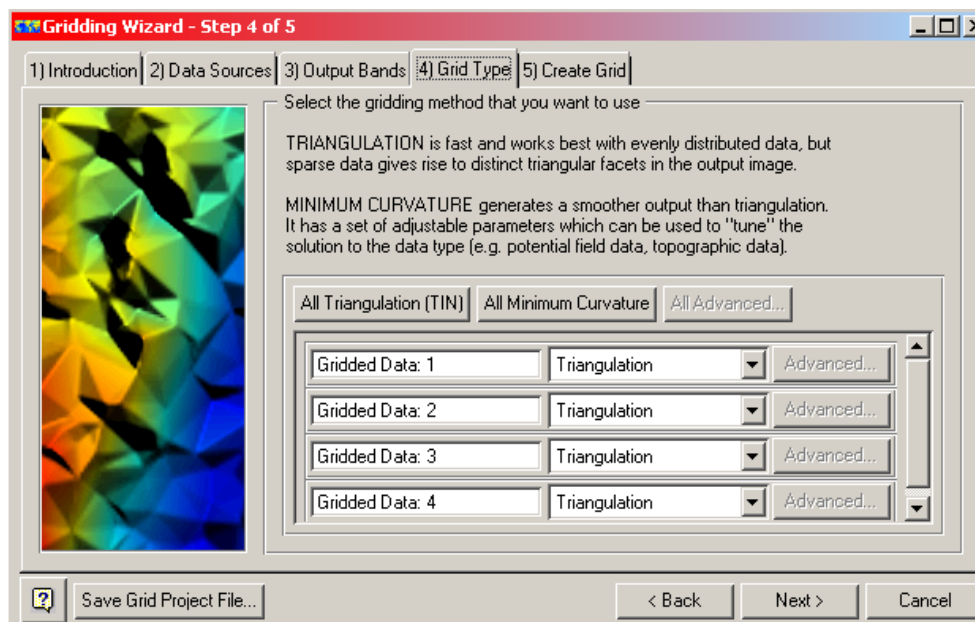 Gridding Wizard - Step 4 of 5
1) Introduction 2) Data Sources 3) Output Bands 4) Grid Type 5) Create Grid
Select the gridding method that you want to use
TRIANGULATION is fast and works best with evenly distributed data, but
sparse data gives rise to distinct triangular facets in the output image.
MINIMUM CURVATURE generates a smoother output than triangulation.
It has a set of adjustable parameters which can be used to "tune" the
solution to the data type (e.g. potential field data, topographic data).
All Triangulation (TIN) All Minimum Curvature All Advanced...
Gridded Data: 1 Triangulation Advanced...
Gridded Data: 2 Triangulation Advanced...
Gridded Data: 3 Triangulation Advanced...
Gridded Data: 4 Triangulation Advanced...
? Save Grid Project File... < Back Next > Cancel